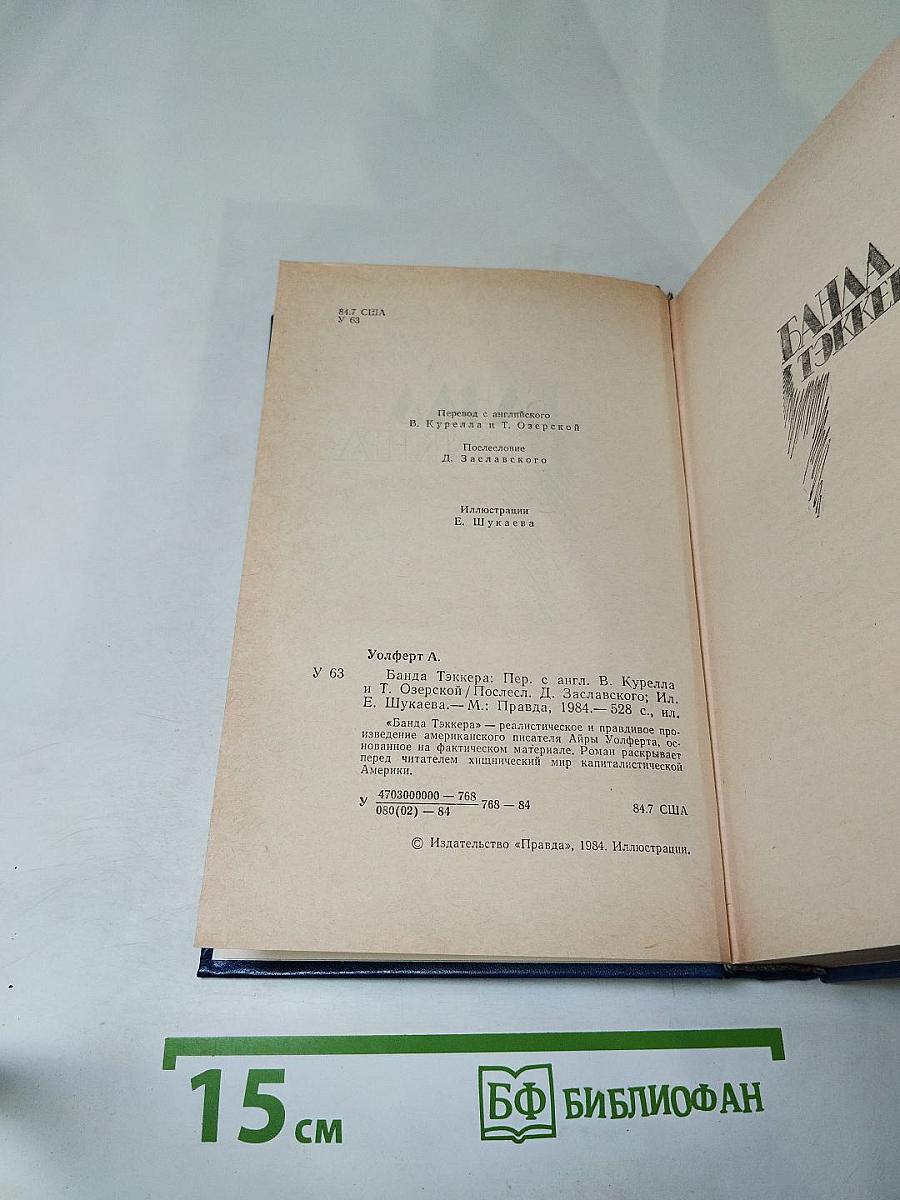 84.7 США
У 63
Перевод с английского
В. Курелла и Т. Озерской
Послесловие
Д. Заславского
Иллюстрации
Е. Шукаева
Уолферт А.
У 63 Банда Тэккера: Пер. с англ. В. Курелла
и Т. Озерской/Послесл. Д. Заславского; Ил.
Е. Шукаева.— М.: Правда, 1984.— 528 с., ил.
«Банда Тэккера» — реалистическое и правдивое про-
изведение американского писателя Айры Уолферта, ос-
нованное на фактическом материале. Роман раскрывает
перед читателем хищнический мир капиталистической
Америки.
У 4703000000 — 768
080(02) — 84
768 — 84
84.7 США
© Издательство «Правда», 1984. Иллюстрации.
БАНДА
ТЭККЕ
15 см
БФ БИБЛИОФАН